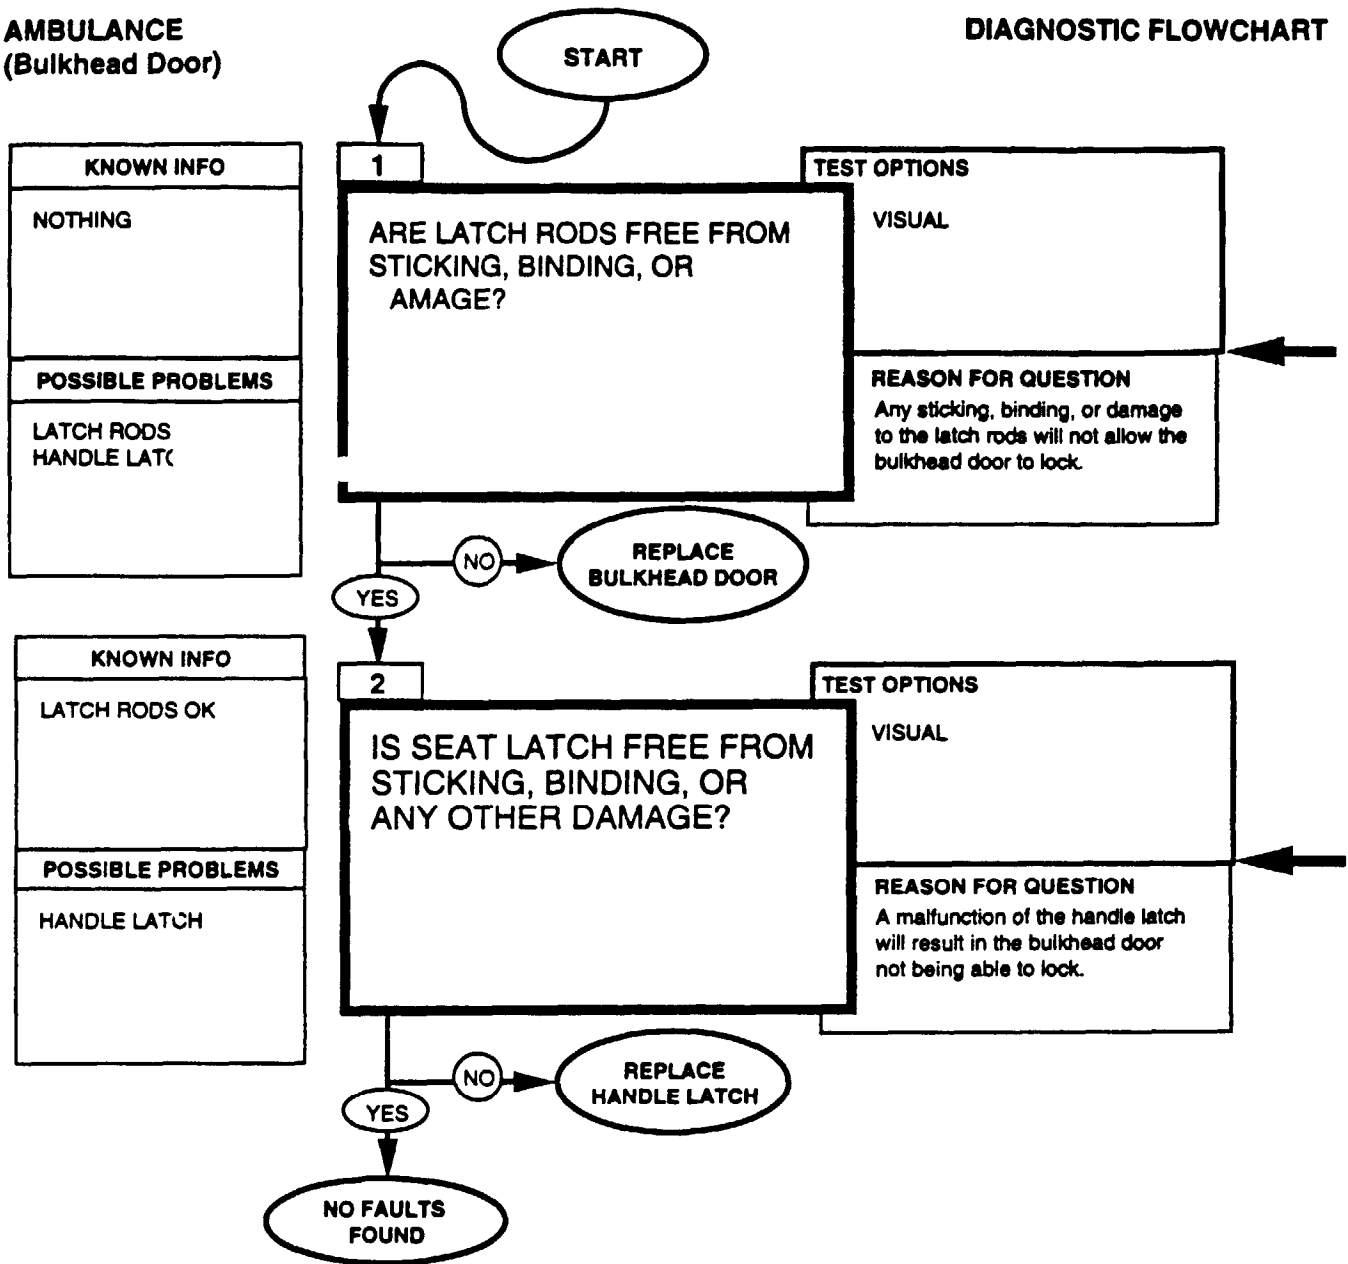 AMBULANCE
(Bulkhead Door)
DIAGNOSTIC FLOWCHART
START
KNOWN INFO
NOTHING
POSSIBLE PROBLEMS
LATCH RODS
HANDLE LATC
1
ARE LATCH RODS FREE FROM
STICKING, BINDING, OR
AMAGE?
TEST OPTIONS
VISUAL
REASON FOR QUESTION
Any sticking, binding, or damage
to the latch rods will not allow the
bulkhead door to lock.
NO
REPLACE
BULKHEAD DOOR
YES
KNOWN INFO
LATCH RODS OK
POSSIBLE PROBLEMS
HANDLE LATCH
2
IS SEAT LATCH FREE FROM
STICKING, BINDING, OR
ANY OTHER DAMAGE?
TEST OPTIONS
VISUAL
REASON FOR QUESTION
A malfunction of the handle latch
will result in the bulkhead door
not being able to lock.
NO
REPLACE
HANDLE LATCH
YES
NO FAULTS
FOUND